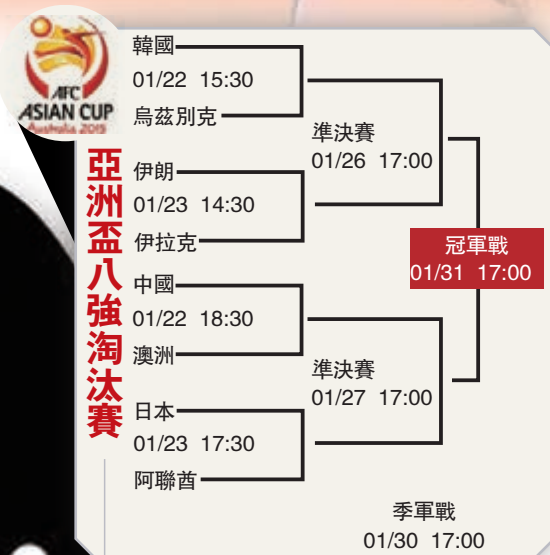 AFC
ASIAN CUP
Australia 2015
亞洲盃八強淘汰賽
韓國
01/22 15:30
烏茲別克
伊朗
01/23 14:30
伊拉克
中國
01/22 18:30
澳洲
日本
01/23 17:30
阿聯酋
準決賽
01/26 17:00
準決賽
01/27 17:00
冠軍戰
01/31 17:00
季軍戰
01/30 17:00